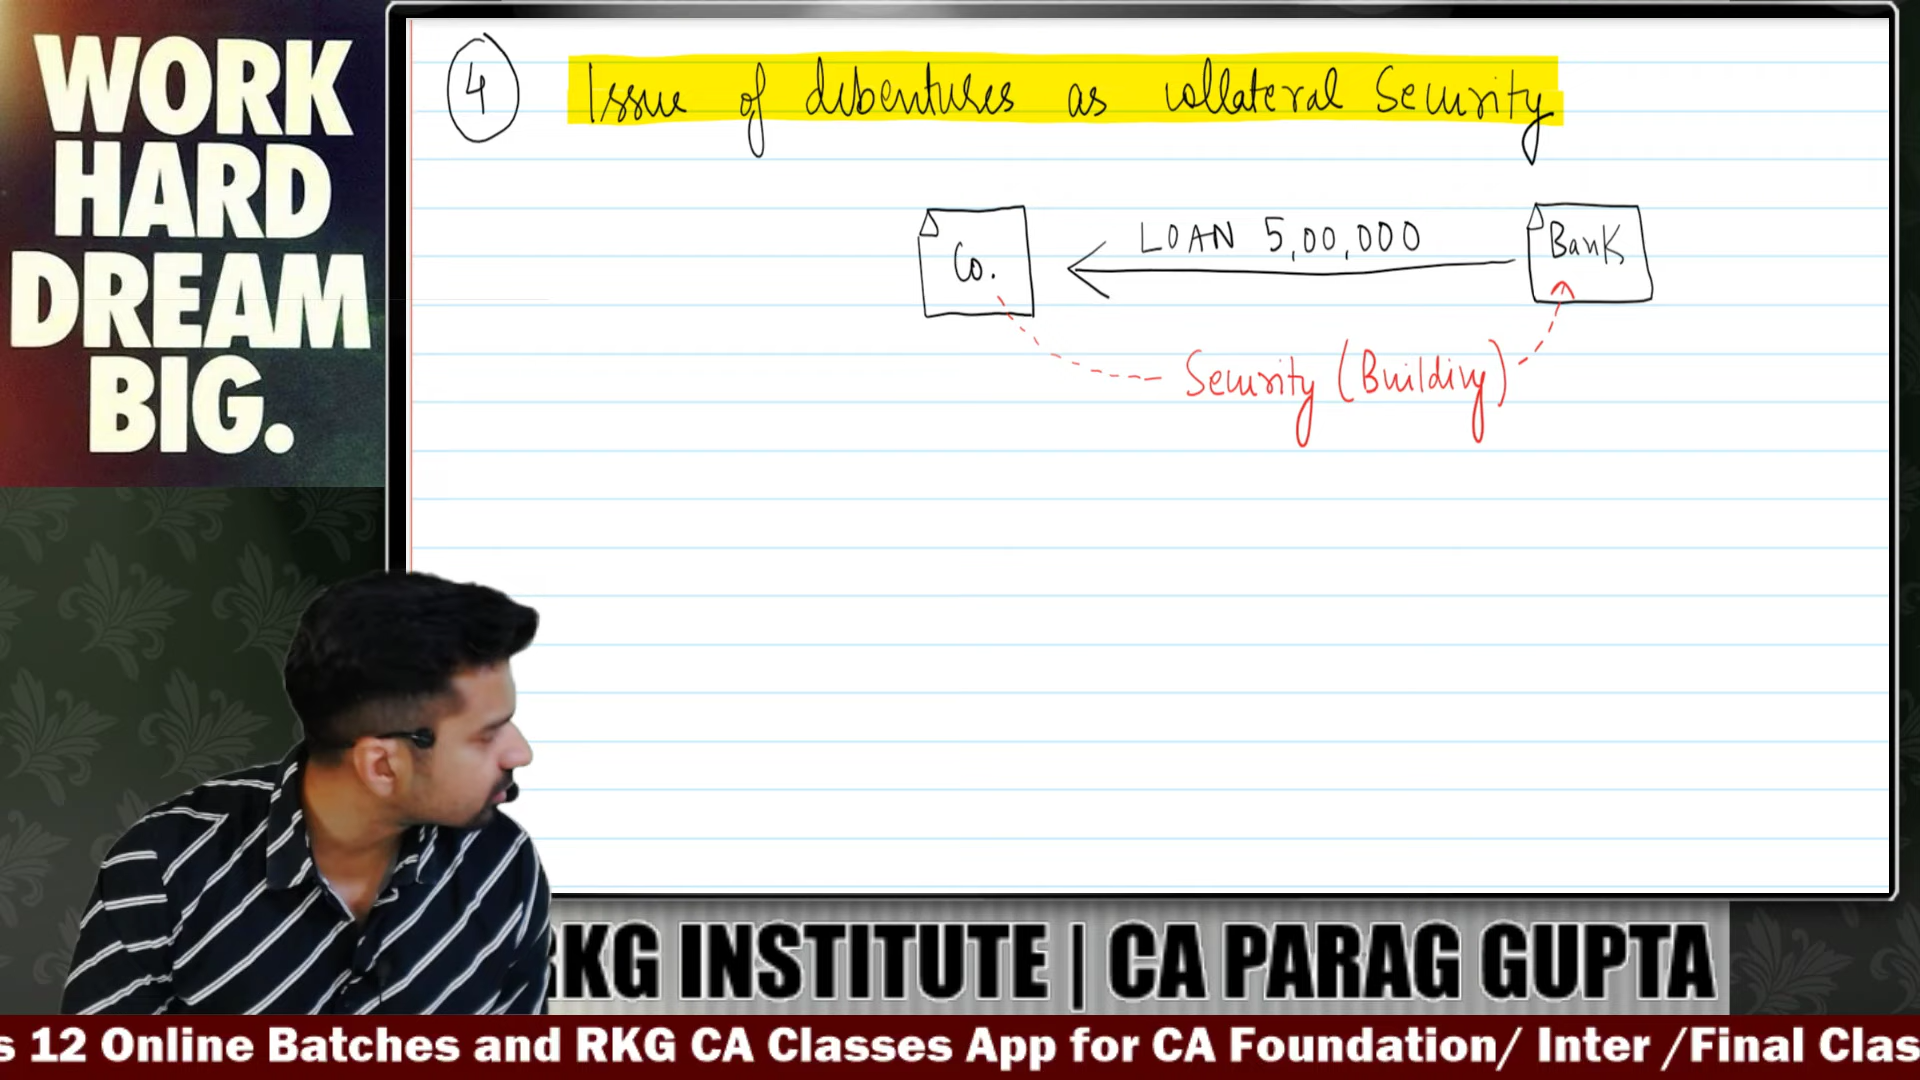 WORK
HARD
DREAM
BIG.
4 Issue of debentures as collateral Security
Co.
LOAN 5,00,000
Bank
Security (Building)
RKG INSTITUTE | CA PARAG GUPTA
s 12 Online Batches and RKG CA Classes App for CA Foundation/ Inter /Final Clas